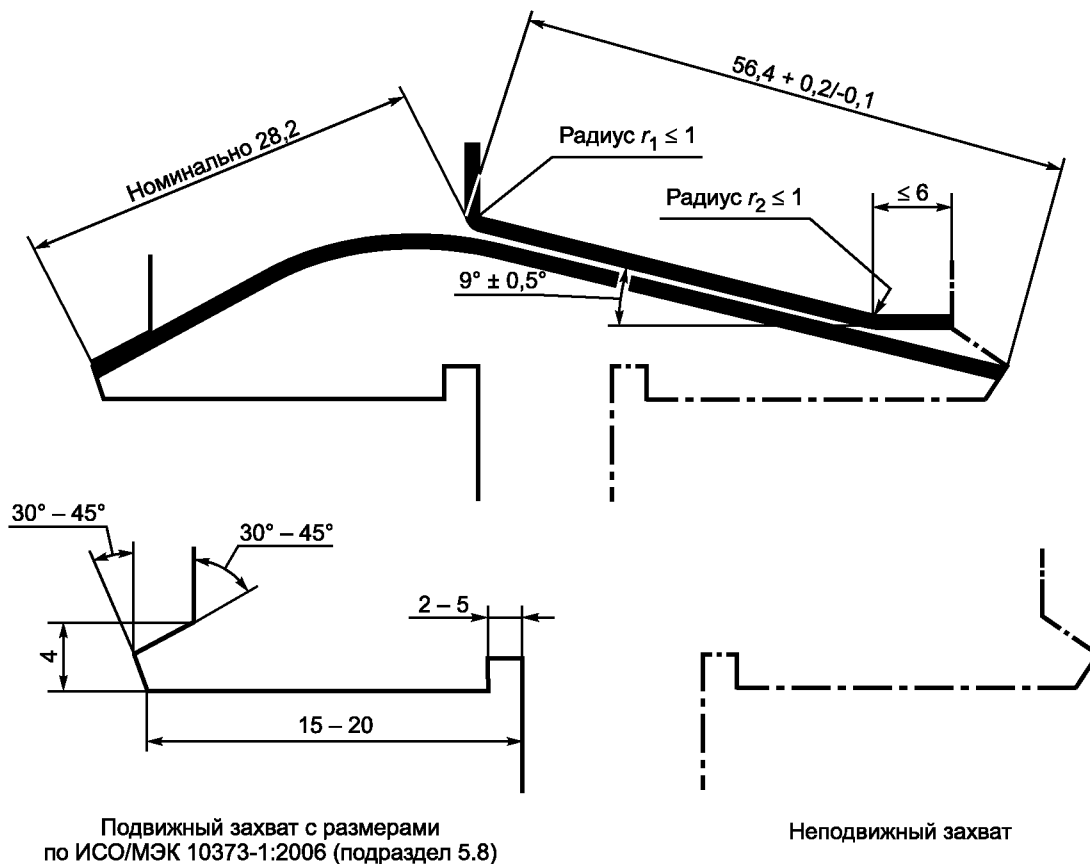 56,4 + 0,2/-0,1
Номинально 28,2
Радиус r₁ ≤ 1
Радиус r₂ ≤ 1
≤ 6
9° ± 0,5°
30° – 45°
30° – 45°
2 – 5
4
15 – 20
Подвижный захват с размерами
по ИСО/МЭК 10373-1:2006 (подраздел 5.8)
Неподвижный захват